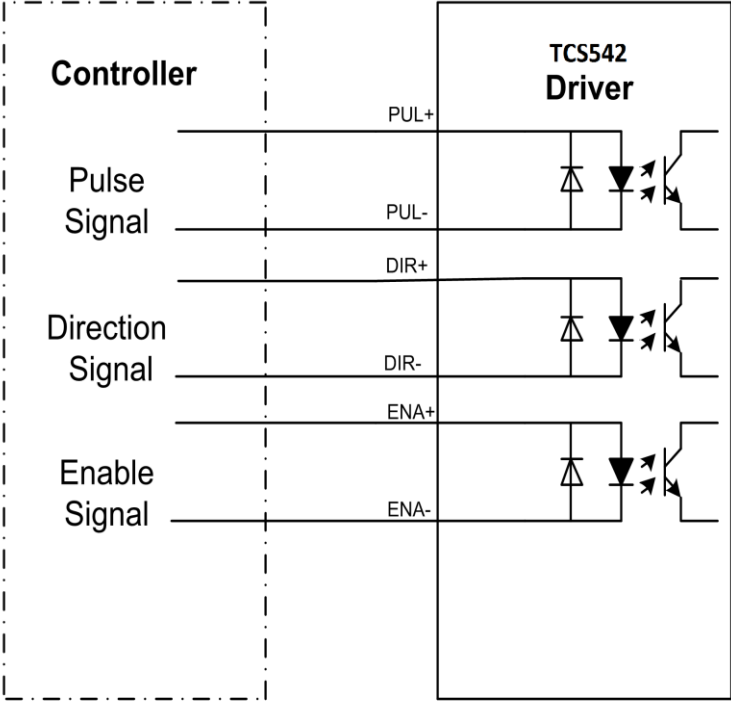 Controller
TCS542
Driver
PUL+
Pulse
Signal
PUL-
DIR+
Direction
Signal
DIR-
ENA+
Enable
Signal
ENA-